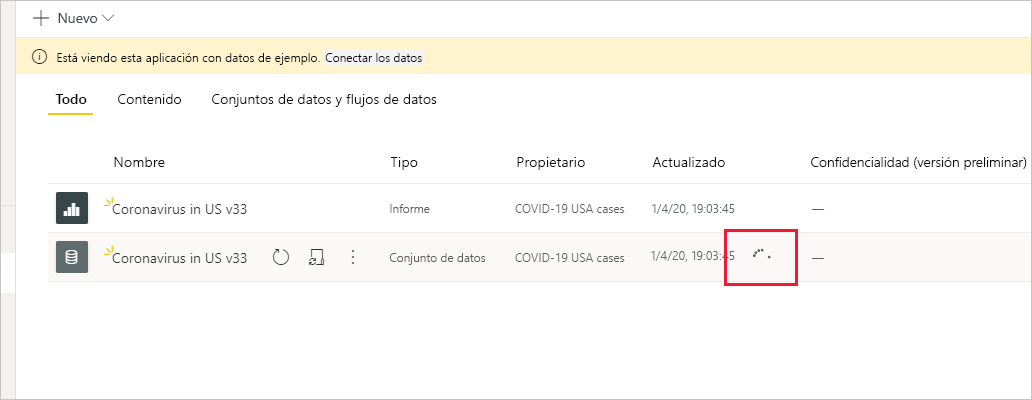 Nuevo
Está viendo esta aplicación con datos de ejemplo. Conectar los datos
Todo Contenido Conjuntos de datos y flujos de datos
Nombre Tipo Propietario Actualizado Confidencialidad (versión preliminar)
Coronavirus in US v33 Informe COVID-19 USA cases 1/4/20, 19:03:45 —
Coronavirus in US v33 Conjunto de datos COVID-19 USA cases 1/4/20, 19:03:45 —